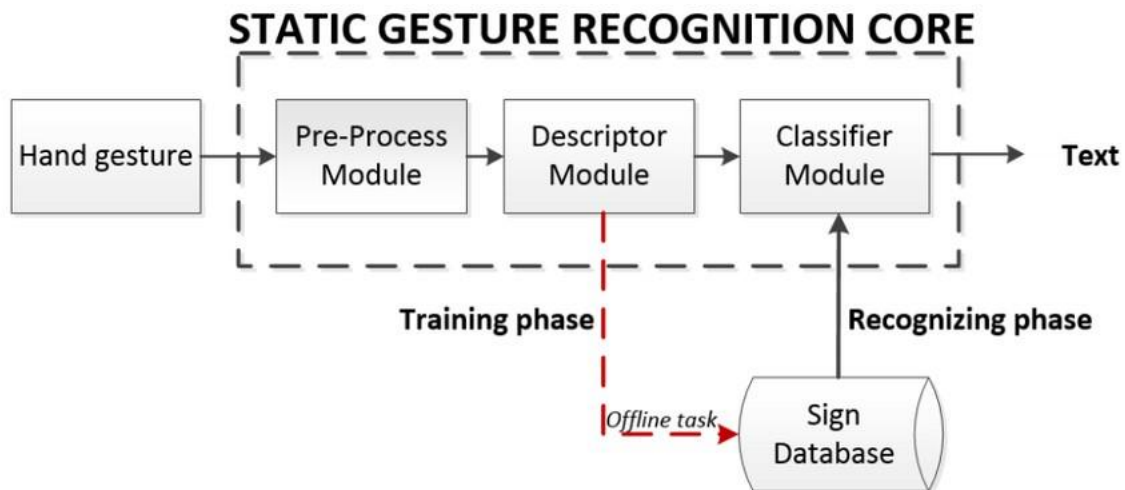 STATIC GESTURE RECOGNITION CORE
Hand gesture
Pre-Process
Module
Descriptor
Module
Classifier
Module
Text
Training phase
Recognizing phase
Offline task
Sign
Database